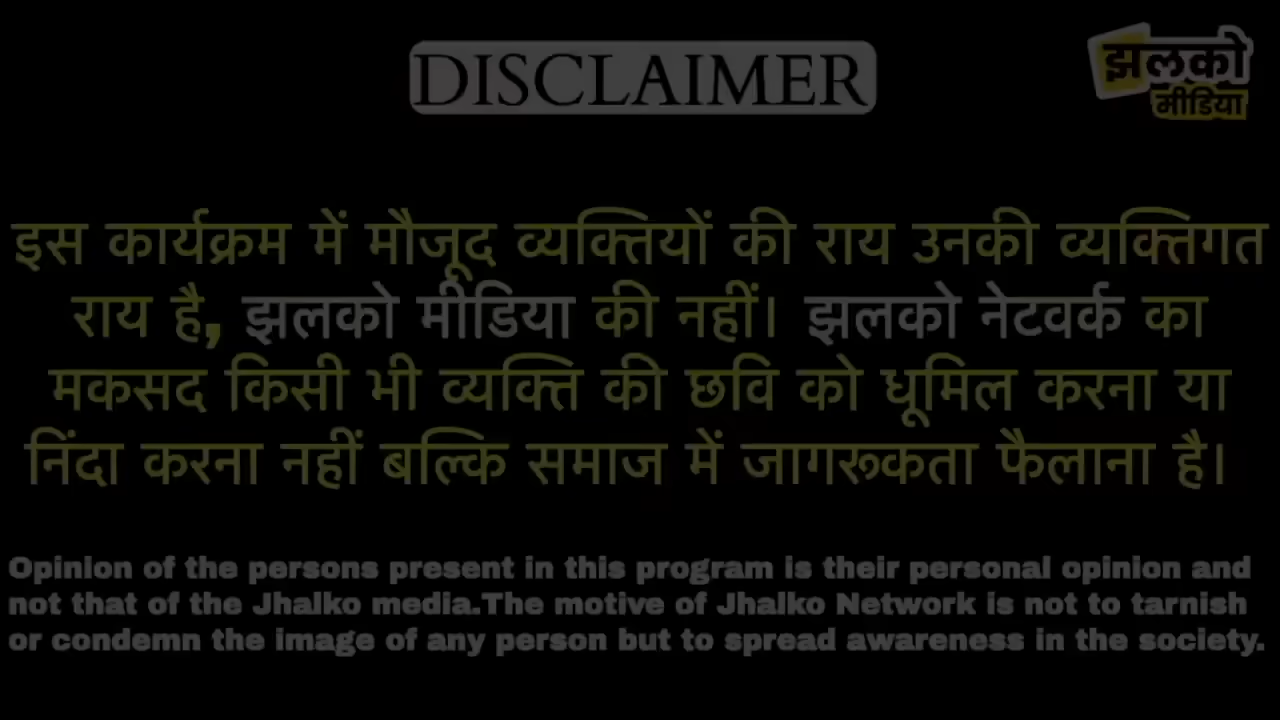 DISCLAIMER
झलको
मीडिया
इस कार्यक्रम में मौजूद व्यक्तियों की राय उनकी व्यक्तिगत
राय है, झलको मीडिया की नहीं। झलको नेटवर्क का
मकसद किसी भी व्यक्ति की छवि को धूमिल करना या
निंदा करना नहीं बल्कि समाज में जागरूकता फैलाना है।
Opinion of the persons present in this program is their personal opinion and
not that of the Jhalko media.The motive of Jhalko Network is not to tarnish
or condemn the image of any person but to spread awareness in the society.